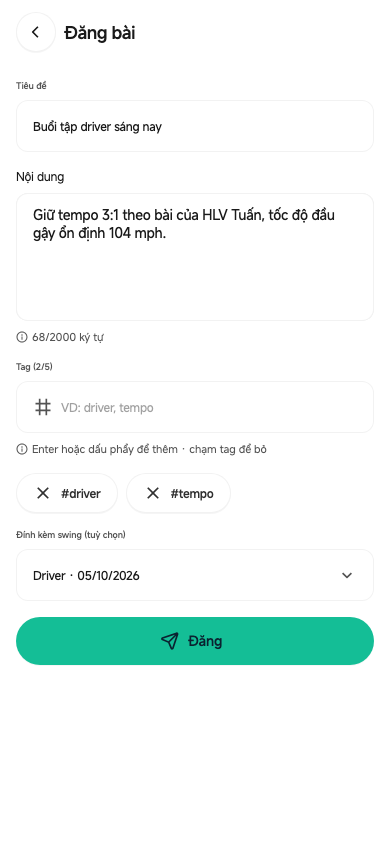 Đăng bài
Tiêu đề
Buổi tập driver sáng nay
Nội dung
Giữ tempo 3:1 theo bài của HLV Tuấn, tốc độ đầu
gậy ổn định 104 mph.
68/2000 ký tự
Tag (2/5)
VD: driver, tempo
Enter hoặc dấu phẩy để thêm · chạm tag để bỏ
#driver
#tempo
Đính kèm swing (tuỳ chọn)
Driver · 05/10/2026
Đăng